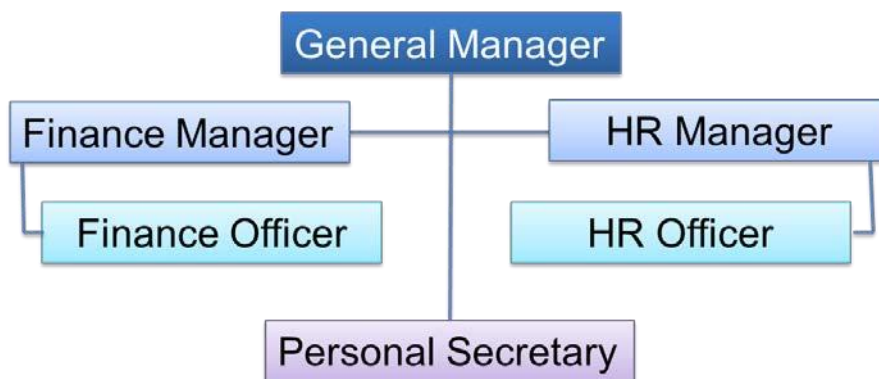 General Manager
Finance Manager
HR Manager
Finance Officer
HR Officer
Personal Secretary